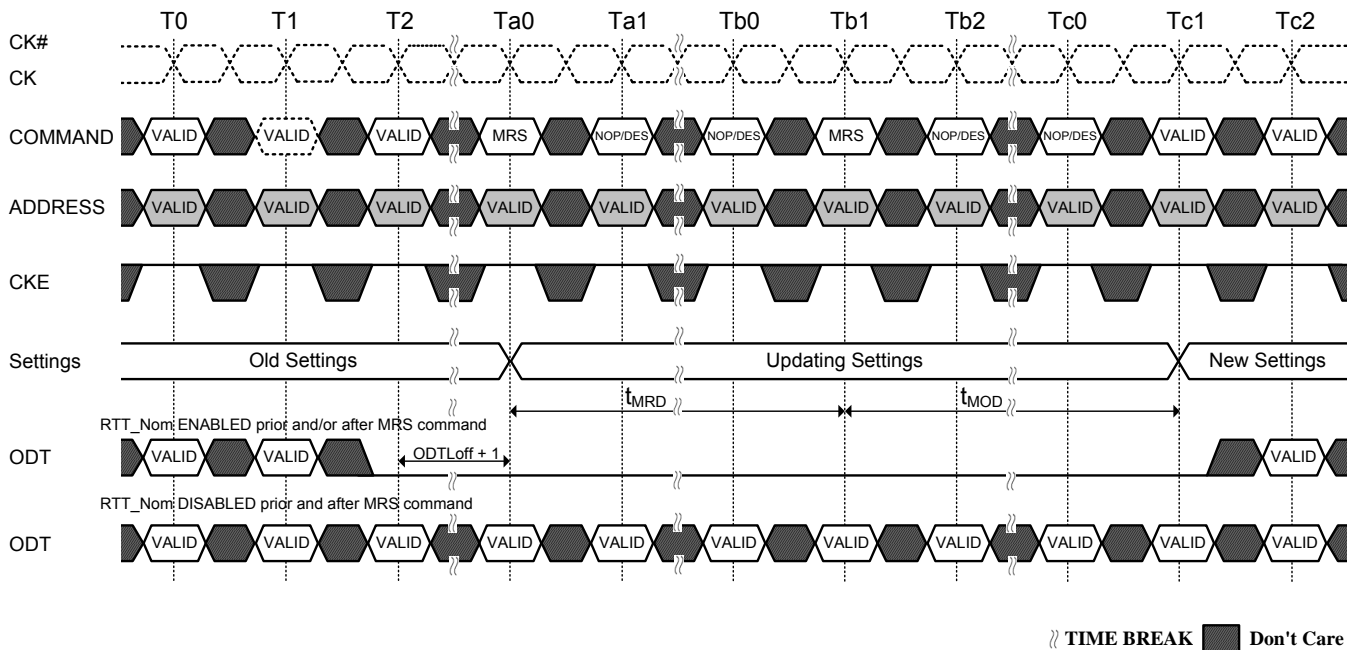 T0 T1 T2 Ta0 Ta1 Tb0 Tb1 Tb2 Tc0 Tc1 Tc2
CK#
CK
COMMAND VALID VALID VALID MRS NOP/DES NOP/DES MRS NOP/DES NOP/DES VALID VALID
ADDRESS VALID VALID VALID VALID VALID VALID VALID VALID VALID VALID VALID
CKE
Settings Old Settings Updating Settings New Settings
tMRD tMOD
RTT_Nom ENABLED prior and/or after MRS command
ODT VALID VALID ODTLoff + 1 VALID
RTT_Nom DISABLED prior and after MRS command
ODT VALID VALID VALID VALID VALID VALID VALID VALID VALID VALID VALID
TIME BREAK Don't Care